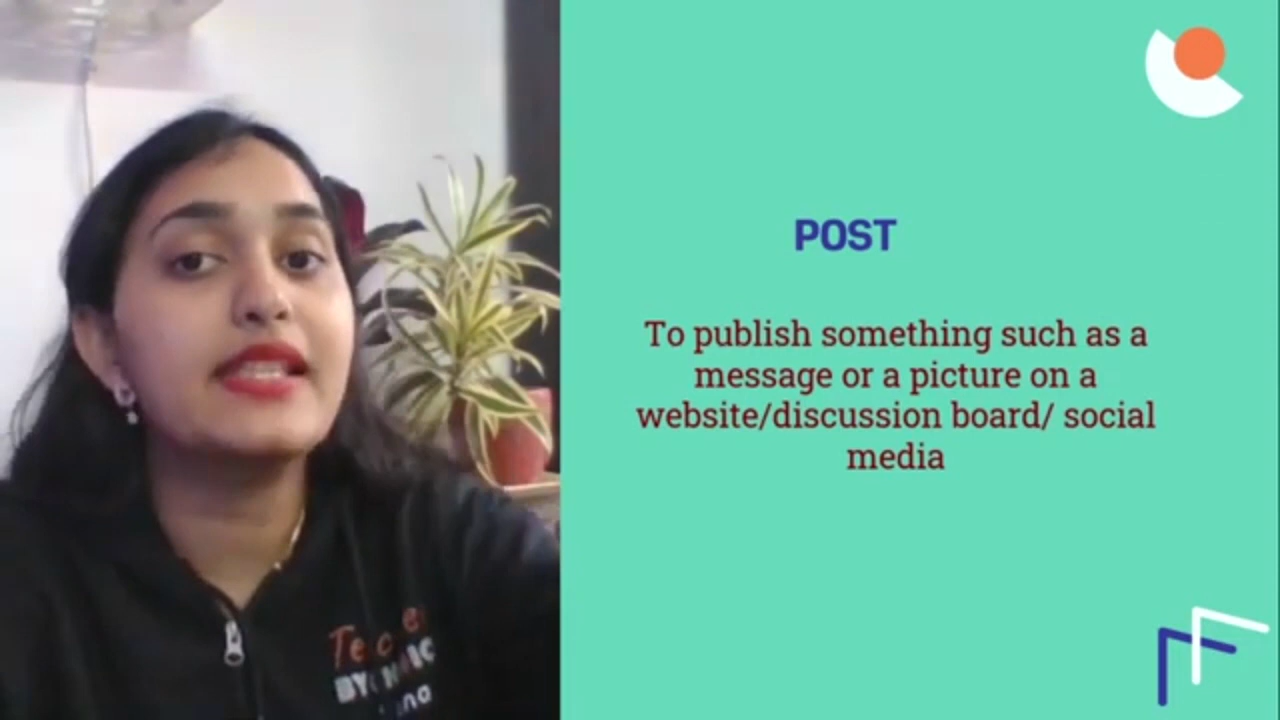 POST
To publish something such as a
message or a picture on a
website/discussion board/ social
media